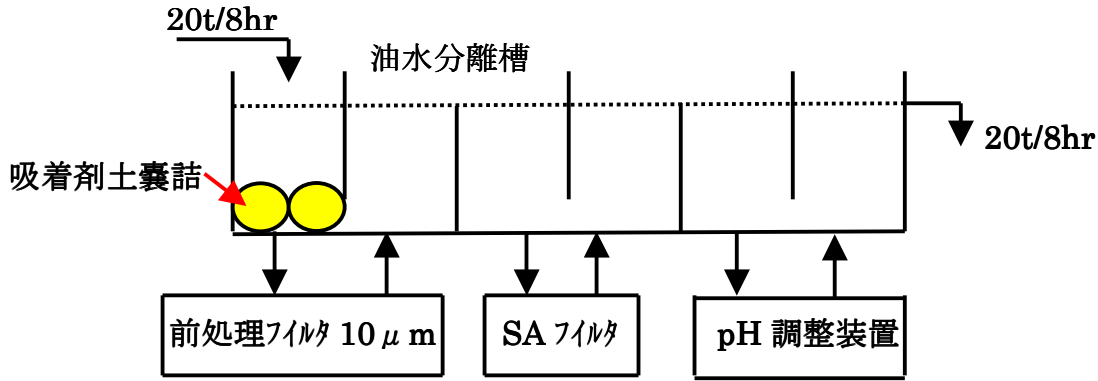 20t/8hr
油水分離槽
20t/8hr
吸着剤土嚢詰
前処理ﾌｲﾙﾀ 10μm
SA ﾌｲﾙﾀ
pH 調整装置